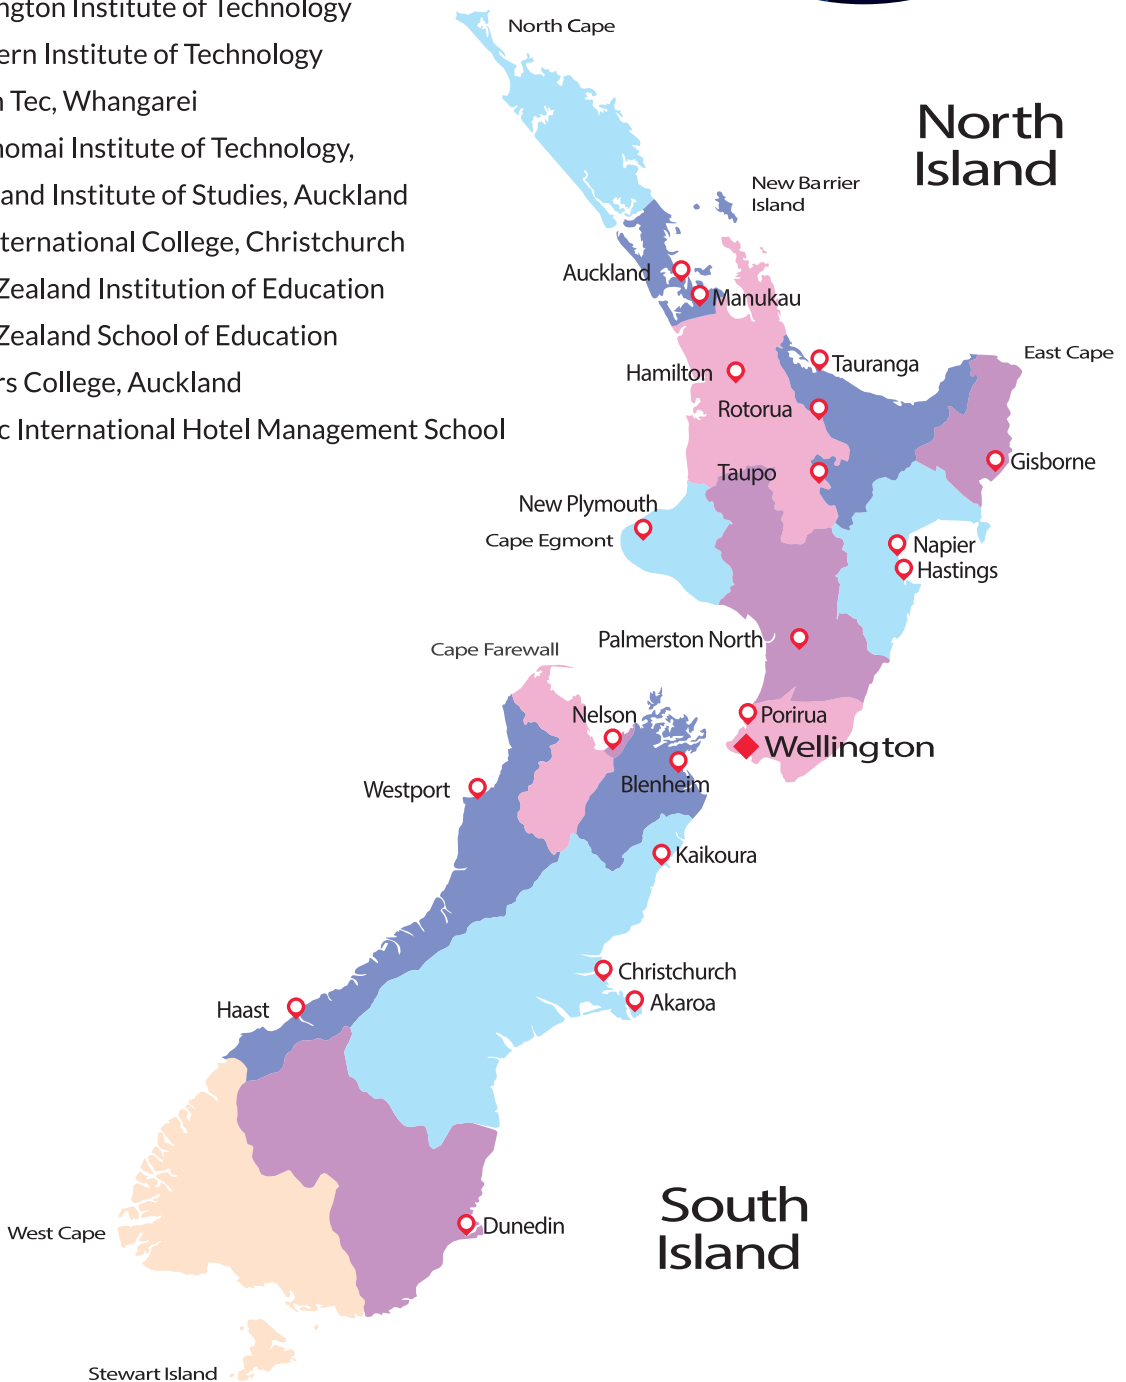 ngton Institute of Technology
ern Institute of Technology
Tec, Whangarei
nomai Institute of Technology,
and Institute of Studies, Auckland
ternational College, Christchurch
Zealand Institution of Education
Zealand School of Education
rs College, Auckland
c International Hotel Management School
North Cape
North
Island
New Barrier
Island
Auckland
Manukau
East Cape
Tauranga
Hamilton
Rotorua
Gisborne
Taupo
New Plymouth
Cape Egmont
Napier
Hastings
Palmerston North
Cape Farewall
Nelson
Porirua
Wellington
Blenheim
Westport
Kaikoura
Christchurch
Akaroa
Haast
South
Island
West Cape
Dunedin
Stewart Island